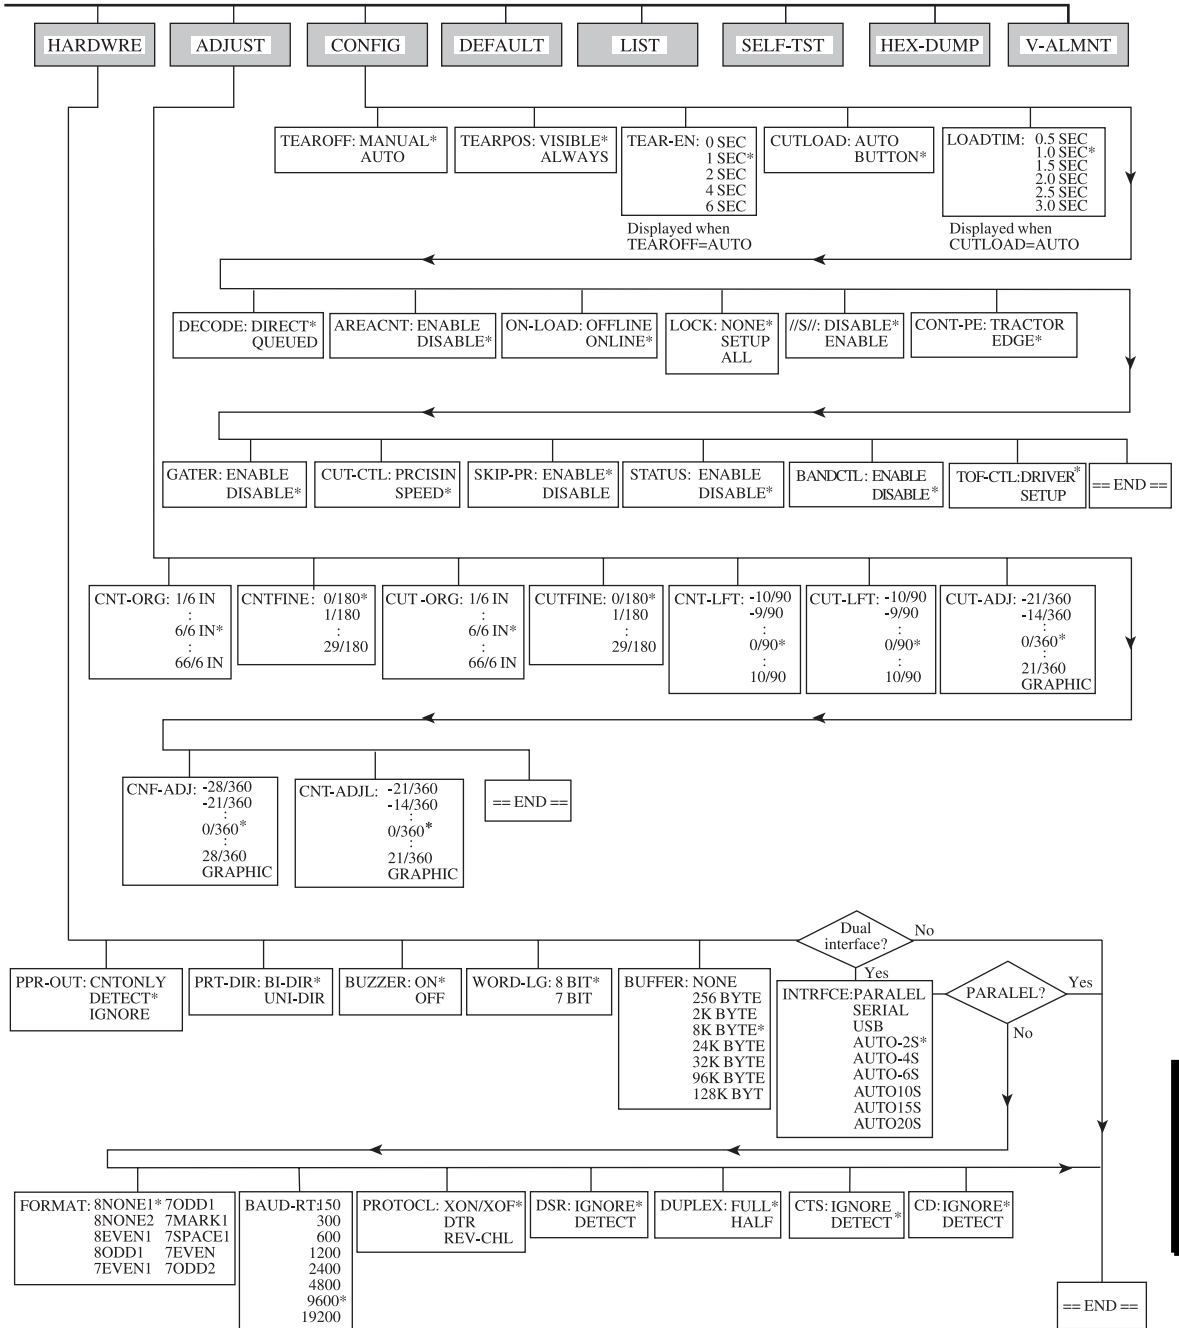 HARDWRE ADJUST CONFIG DEFAULT LIST SELF-TST HEX-DUMP V-ALMNT
TEAROFF: MANUAL*
AUTO
TEARPOS: VISIBLE*
ALWAYS
TEAR-EN: 0 SEC
1 SEC*
2 SEC
4 SEC
6 SEC
Displayed when
TEAROFF=AUTO
CUTLOAD: AUTO
BUTTON*
LOADTIM: 0.5 SEC
1.0 SEC*
1.5 SEC
2.0 SEC
2.5 SEC
3.0 SEC
Displayed when
CUTLOAD=AUTO
DECODE: DIRECT*
QUEUED
AREACNT: ENABLE
DISABLE*
ON-LOAD: OFFLINE
ONLINE*
LOCK: NONE*
SETUP
ALL
//S//: DISABLE*
ENABLE
CONT-PE: TRACTOR
EDGE*
GATER: ENABLE
DISABLE*
CUT-CTL: PRCISIN
SPEED*
SKIP-PR: ENABLE*
DISABLE
STATUS: ENABLE
DISABLE*
BANDCTL: ENABLE
DISABLE*
TOF-CTL:DRIVER*
SETUP
== END ==
CNT-ORG: 1/6 IN
:
6/6 IN*
:
66/6 IN
CNTFINE: 0/180*
1/180
:
29/180
CUT -ORG: 1/6 IN
:
6/6 IN*
:
66/6 IN
CUTFINE: 0/180*
1/180
:
29/180
CNT-LFT: -10/90
-9/90
:
0/90*
:
10/90
CUT-LFT: -10/90
-9/90
:
0/90*
:
10/90
CUT-ADJ: -21/360
-14/360
:
0/360*
:
21/360
GRAPHIC
CNF-ADJ: -28/360
-21/360
:
0/360*
:
28/360
GRAPHIC
CNT-ADJL: -21/360
-14/360
:
0/360*
:
21/360
GRAPHIC
== END ==
Dual
interface?
No
Yes
PPR-OUT: CNTONLY
DETECT*
IGNORE
PRT-DIR: BI-DIR*
UNI-DIR
BUZZER: ON*
OFF
WORD-LG: 8 BIT*
7 BIT
BUFFER: NONE
256 BYTE
2K BYTE
8K BYTE*
24K BYTE
32K BYTE
96K BYTE
128K BYT
INTRFCE:PARALEL
SERIAL
USB
AUTO-2S*
AUTO-4S
AUTO-6S
AUTO10S
AUTO15S
AUTO20S
PARALEL?
Yes
No
FORMAT: 8NONE1* 7ODD1
8NONE2 7MARK1
8EVEN1 7SPACE1
8ODD1 7EVEN
7EVEN1 7ODD2
BAUD-RT:150
300
600
1200
2400
4800
9600*
19200
PROTOCL: XON/XOF*
DTR
REV-CHL
DSR: IGNORE*
DETECT
DUPLEX: FULL*
HALF
CTS: IGNORE
DETECT*
CD: IGNORE*
DETECT
== END ==